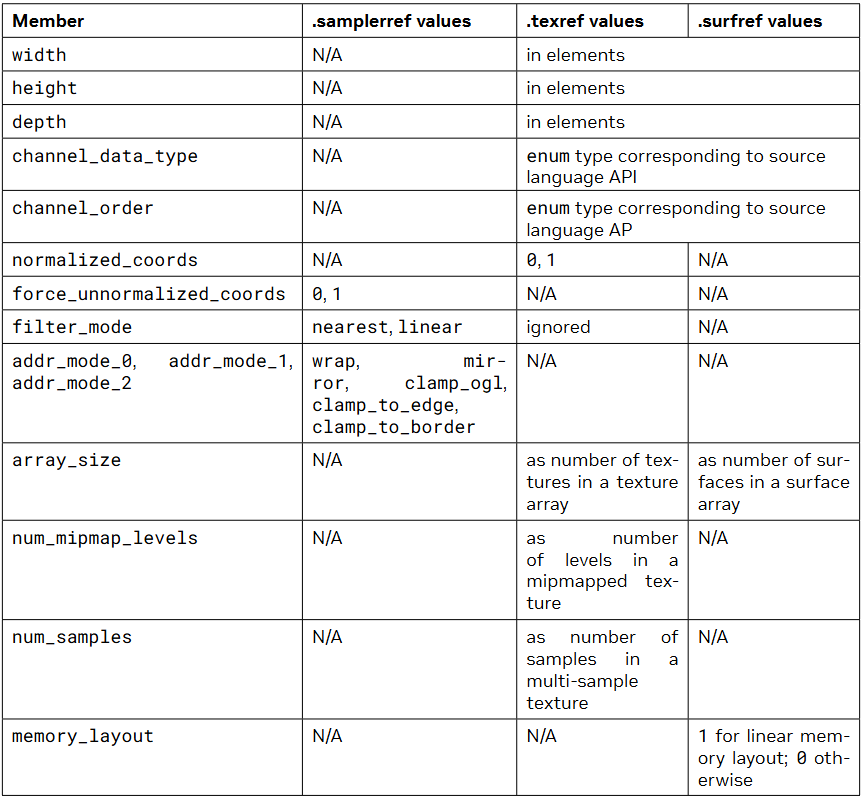 Member .samplerref values .texref values .surfref values
width N/A in elements
height N/A in elements
depth N/A in elements
channel_data_type N/A enum type corresponding to source
language API
channel_order N/A enum type corresponding to source
language AP
normalized_coords N/A 0, 1 N/A
force_unnormalized_coords 0, 1 N/A N/A
filter_mode nearest, linear ignored N/A
addr_mode_0, addr_mode_1, wrap, mir- N/A N/A
addr_mode_2 ror, clamp_ogl,
clamp_to_edge,
clamp_to_border
array_size N/A as number of tex- as number of sur-
tures in a texture faces in a surface
array array
num_mipmap_levels N/A as number N/A
of levels in a
mipmapped tex-
ture
num_samples N/A as number of N/A
samples in a
multi-sample
texture
memory_layout N/A N/A 1 for linear mem-
ory layout; 0 oth-
erwise